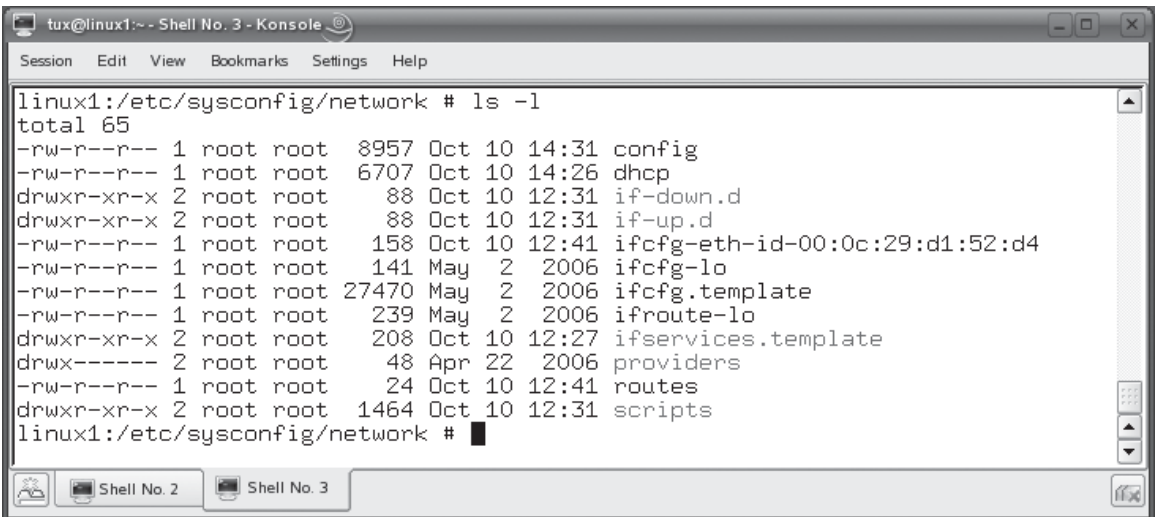 tux@linux1:~ - Shell No. 3 - Konsole
Session Edit View Bookmarks Settings Help
linux1:/etc/sysconfig/network # ls -l
total 65
-rw-r--r-- 1 root root  8957 Oct 10 14:31 config
-rw-r--r-- 1 root root  6707 Oct 10 14:26 dhcp
drwxr-xr-x 2 root root    88 Oct 10 12:31 if-down.d
drwxr-xr-x 2 root root    88 Oct 10 12:31 if-up.d
-rw-r--r-- 1 root root   158 Oct 10 12:41 ifcfg-eth-id-00:0c:29:d1:52:d4
-rw-r--r-- 1 root root   141 May  2  2006 ifcfg-lo
-rw-r--r-- 1 root root 27470 May  2  2006 ifcfg.template
-rw-r--r-- 1 root root   239 May  2  2006 ifroute-lo
drwxr-xr-x 2 root root   208 Oct 10 12:27 ifservices.template
drwx------ 2 root root    48 Apr 22  2006 providers
-rw-r--r-- 1 root root    24 Oct 10 12:41 routes
drwxr-xr-x 2 root root  1464 Oct 10 12:31 scripts
linux1:/etc/sysconfig/network #
Shell No. 2 Shell No. 3